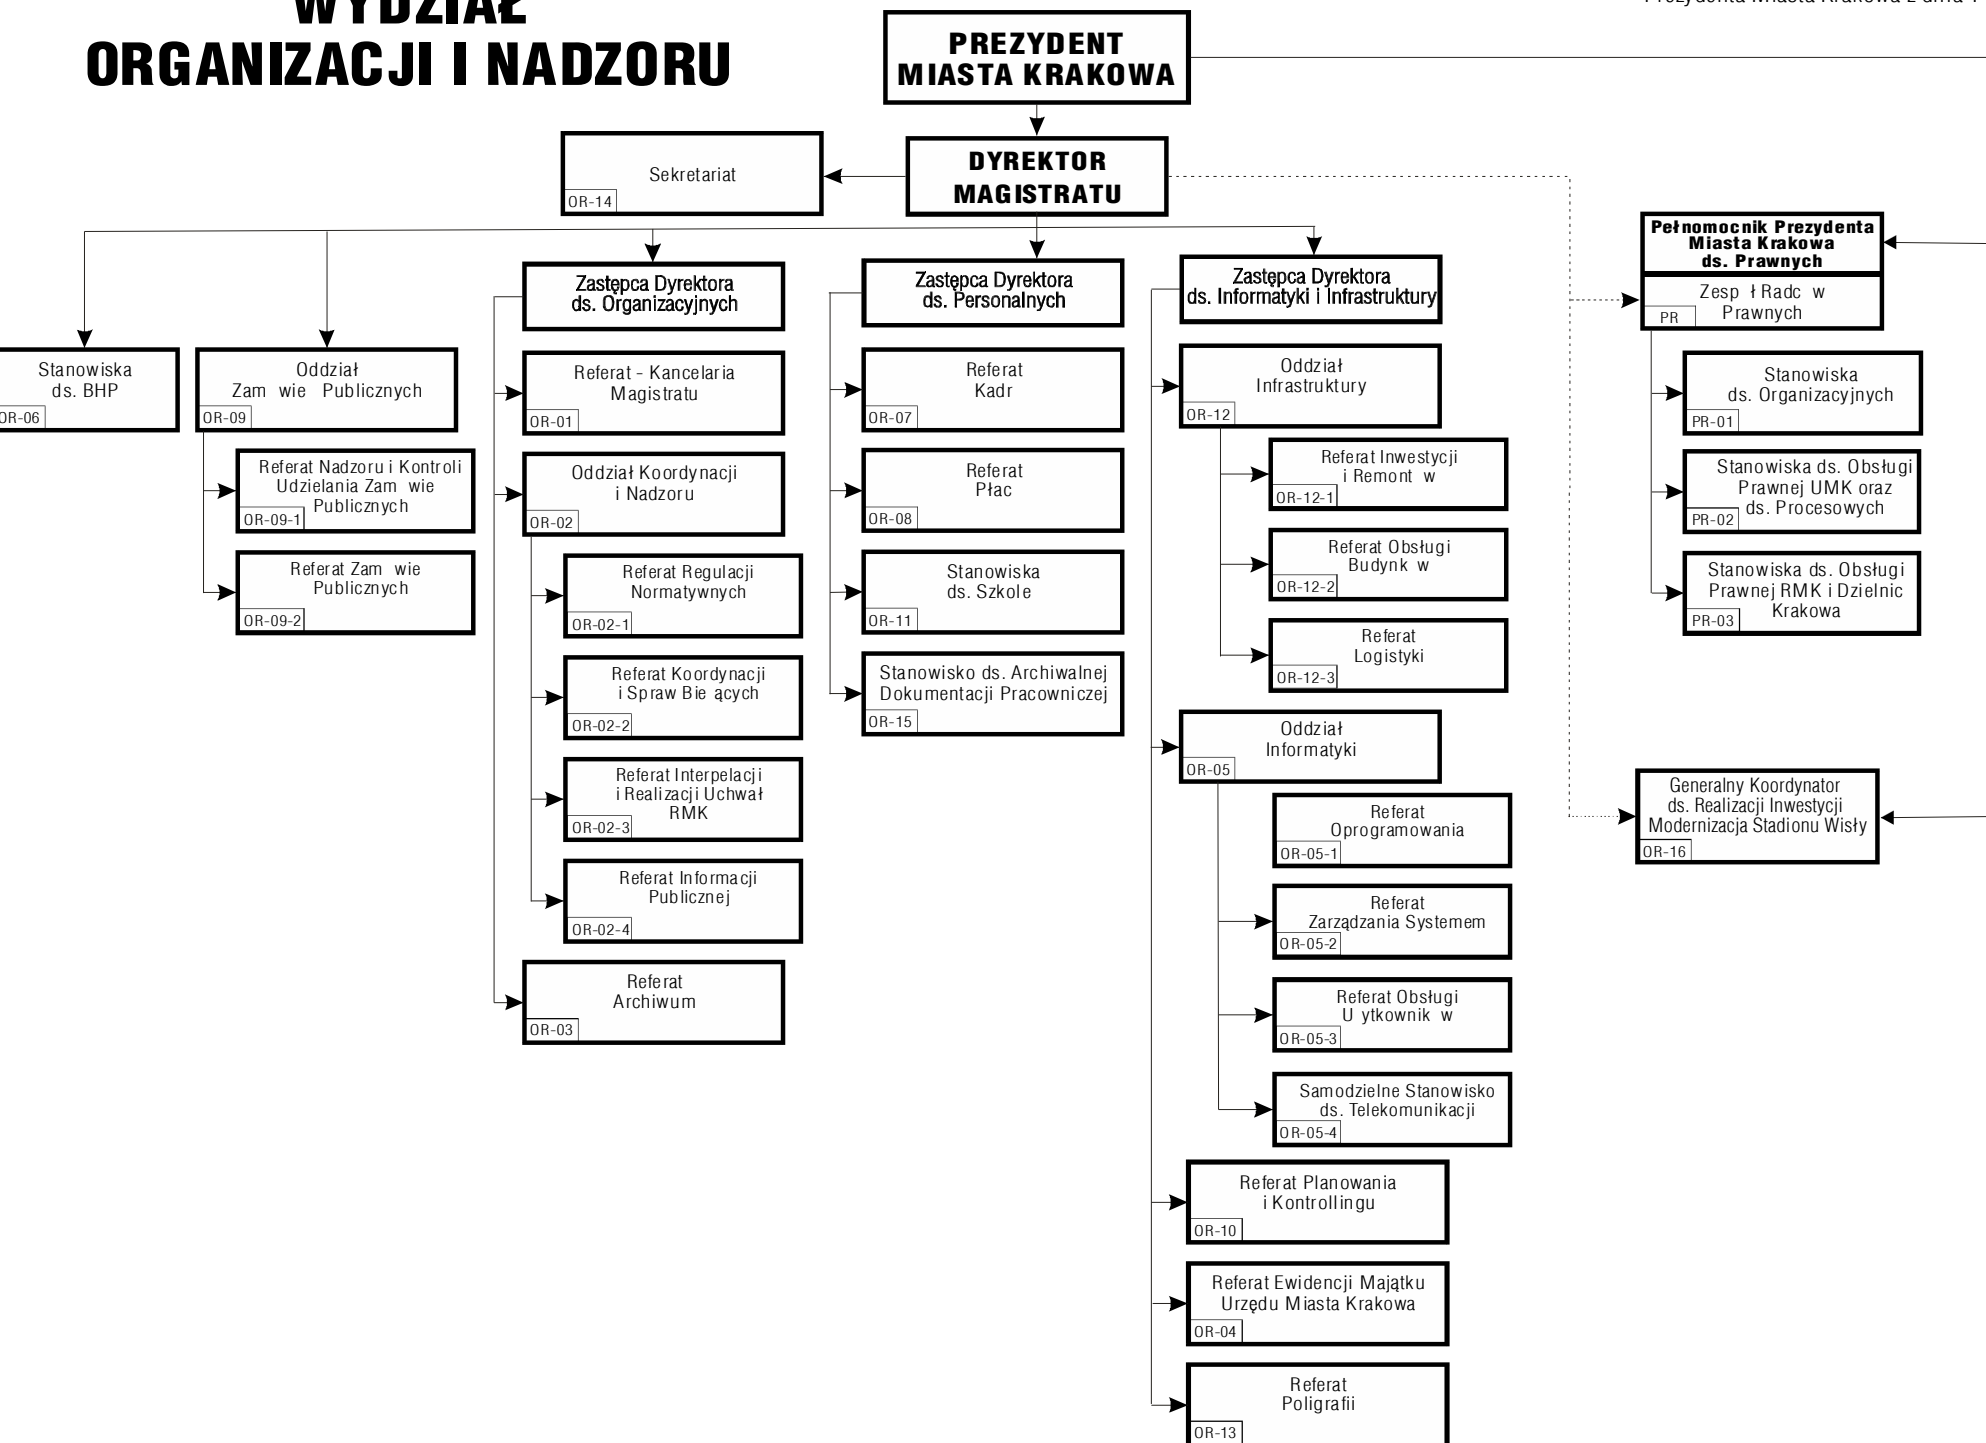 WYDZIAŁ
ORGANIZACJI I NADZORU
PREZYDENT
MIASTA KRAKOWA
DYREKTOR
MAGISTRATU
Sekretariat
OR-14
Stanowiska
ds. BHP
OR-06
Oddział
Zam wie Publicznych
OR-09
Referat Nadzoru i Kontroli
Udzielania Zam wie
Publicznych
OR-09-1
Referat Zam wie
Publicznych
OR-09-2
Zastępca Dyrektora
ds. Organizacyjnych
Referat - Kancelaria
Magistratu
OR-01
Oddział Koordynacji
i Nadzoru
OR-02
Referat Regulacji
Normatywnych
OR-02-1
Referat Koordynacji
i Spraw Bie ących
OR-02-2
Referat Interpelacji
i Realizacji Uchwał
RMK
OR-02-3
Referat Informacji
Publicznej
OR-02-4
Referat
Archiwum
OR-03
Zastępca Dyrektora
ds. Personalnych
Referat
Kadr
OR-07
Referat
Płac
OR-08
Stanowiska
ds. Szkole
OR-11
Stanowisko ds. Archiwalnej
Dokumentacji Pracowniczej
OR-15
Zastępca Dyrektora
ds. Informatyki i Infrastruktury
Oddział
Infrastruktury
OR-12
Referat Inwestycji
i Remont w
OR-12-1
Referat Obsługi
Budynk w
OR-12-2
Referat
Logistyki
OR-12-3
Oddział
Informatyki
OR-05
Referat
Oprogramowania
OR-05-1
Referat
Zarządzania Systemem
OR-05-2
Referat Obsługi
U ytkownik w
OR-05-3
Samodzielne Stanowisko
ds. Telekomunikacji
OR-05-4
Referat Planowania
i Kontrollingu
OR-10
Referat Ewidencji Majątku
Urzędu Miasta Krakowa
OR-04
Referat
Poligrafii
OR-13
Pełnomocnik Prezydenta
Miasta Krakowa
ds. Prawnych
Zesp ł Radc w
Prawnych
PR
Stanowiska
ds. Organizacyjnych
PR-01
Stanowiska ds. Obsługi
Prawnej UMK oraz
ds. Procesowych
PR-02
Stanowiska ds. Obsługi
Prawnej RMK i Dzielnic
Krakowa
PR-03
Generalny Koordynator
ds. Realizacji Inwestycji
Modernizacja Stadionu Wisły
OR-16